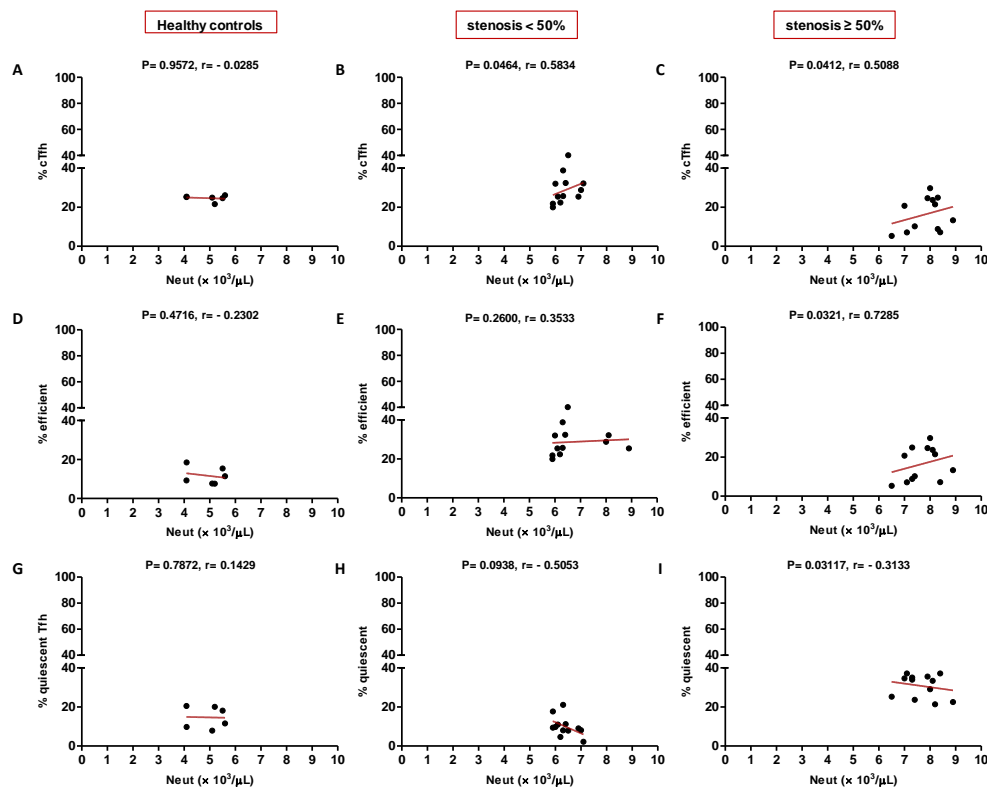 Healthy controls
stenosis < 50%
stenosis ≥ 50%
A
P= 0.9572, r= - 0.0285
% cTfh
100
80
60
40
40
20
0
0 1 2 3 4 5 6 7 8 9 10
Neut (× 10³/μL)
B
P= 0.0464, r= 0.5834
% cTfh
100
80
60
40
40
20
0
0 1 2 3 4 5 6 7 8 9 10
Neut (× 10³/μL)
C
P= 0.0412, r= 0.5088
% cTfh
100
80
60
40
40
20
0
0 1 2 3 4 5 6 7 8 9 10
Neut (× 10³/μL)
D
P= 0.4716, r= - 0.2302
% efficient
100
80
60
40
40
20
0
0 1 2 3 4 5 6 7 8 9 10
Neut (× 10³/μL)
E
P= 0.2600, r= 0.3533
% efficient
100
80
60
40
40
20
0
0 1 2 3 4 5 6 7 8 9 10
Neut (× 10³/μL)
F
P= 0.0321, r= 0.7285
% efficient
100
80
60
40
40
20
0
0 1 2 3 4 5 6 7 8 9 10
Neut (× 10³/μL)
G
P= 0.7872, r= 0.1429
% quiescent Tfh
100
80
60
40
40
20
0
0 1 2 3 4 5 6 7 8 9 10
Neut (× 10³/μL)
H
P= 0.0938, r= - 0.5053
% quiescent
100
80
60
40
40
20
0
0 1 2 3 4 5 6 7 8 9 10
Neut (× 10³/μL)
I
P= 0.03117, r= - 0.3133
% quiescent
100
80
60
40
40
20
0
0 1 2 3 4 5 6 7 8 9 10
Neut (× 10³/μL)